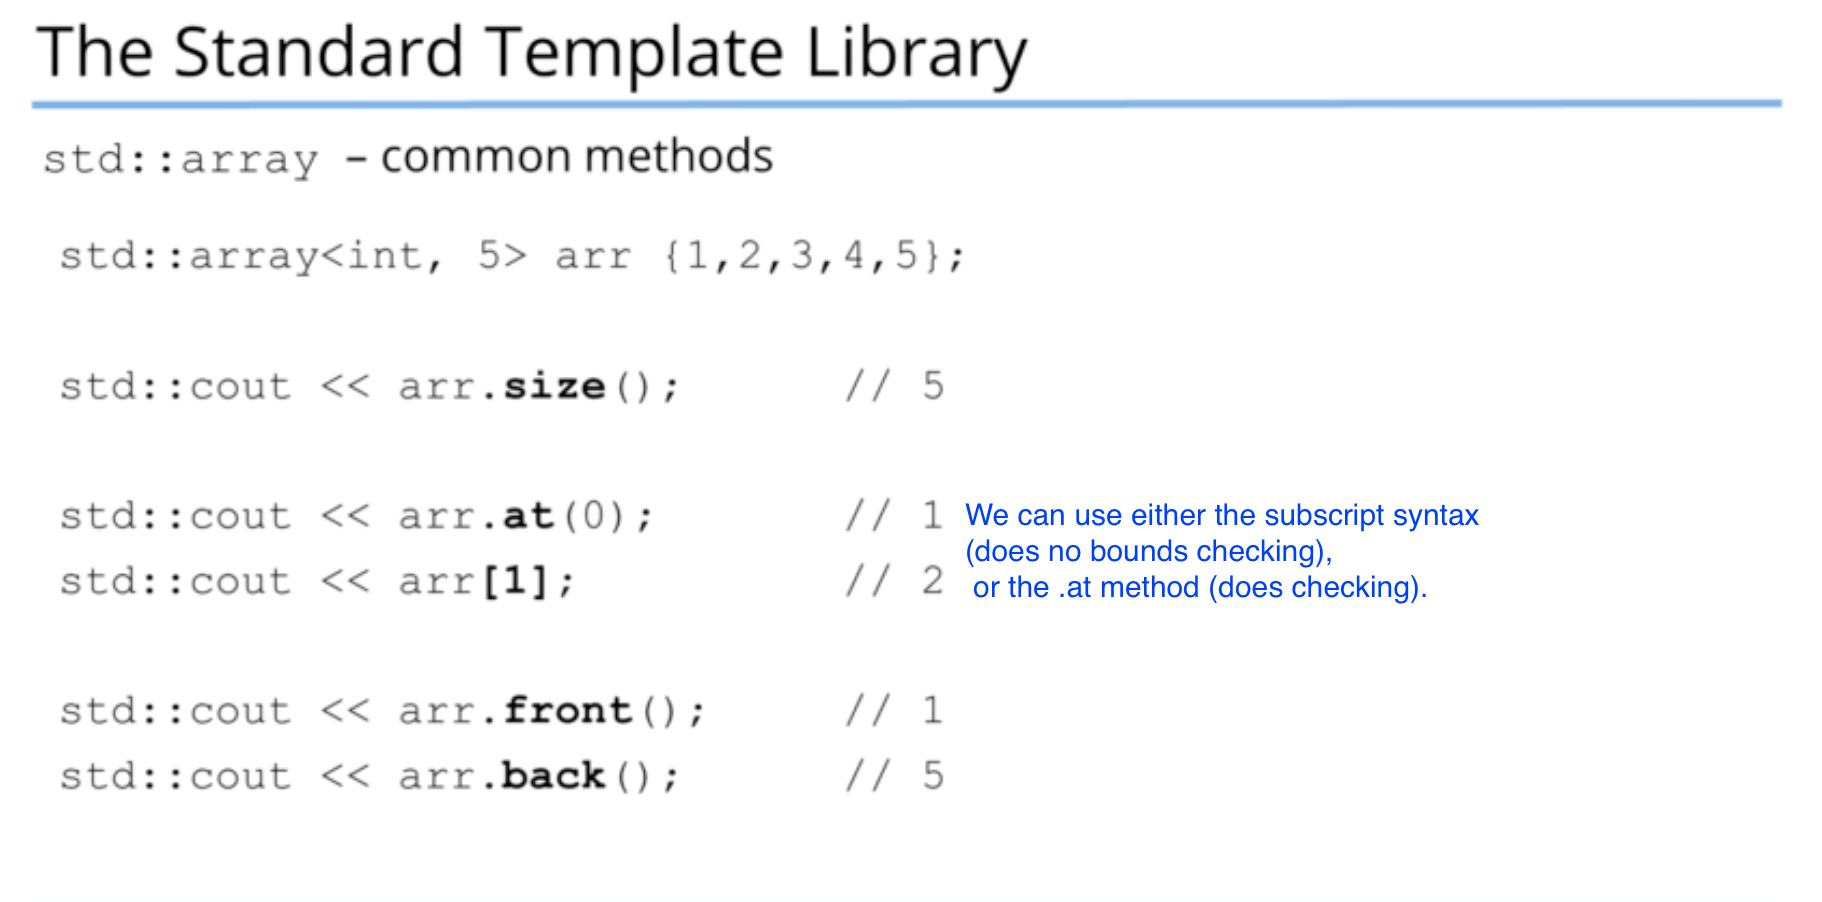 The Standard Template Library
std::array – common methods
std::array<int, 5> arr {1,2,3,4,5};
std::cout << arr.size(); // 5
std::cout << arr.at(0); // 1 We can use either the subscript syntax
(does no bounds checking),
std::cout << arr[1]; // 2 or the .at method (does checking).
std::cout << arr.front(); // 1
std::cout << arr.back(); // 5